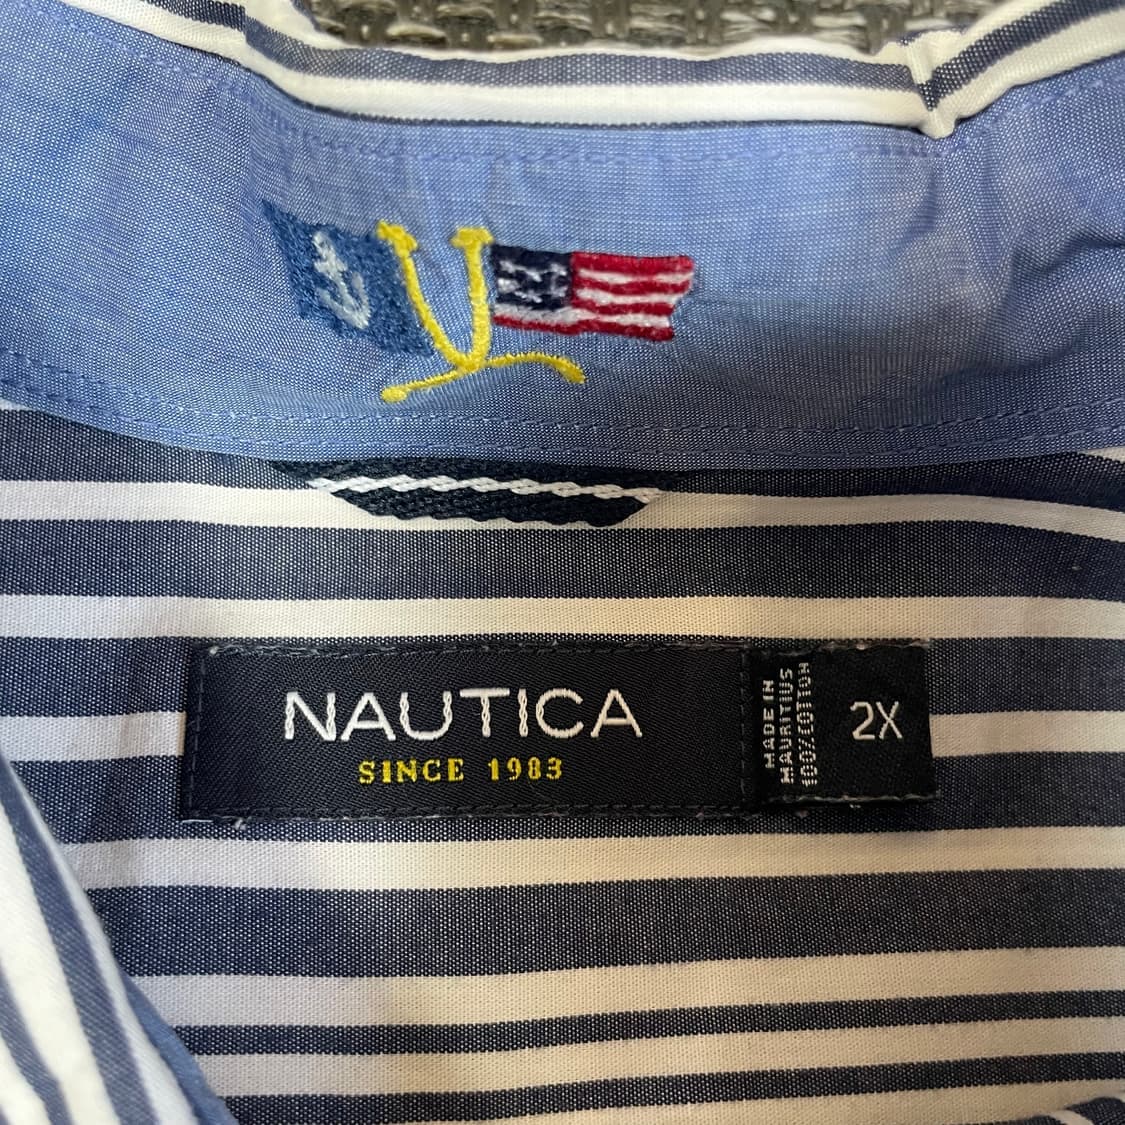 NAUTICA
SINCE 1983
MADE IN
MAURITIUS
100% COTTON
2X